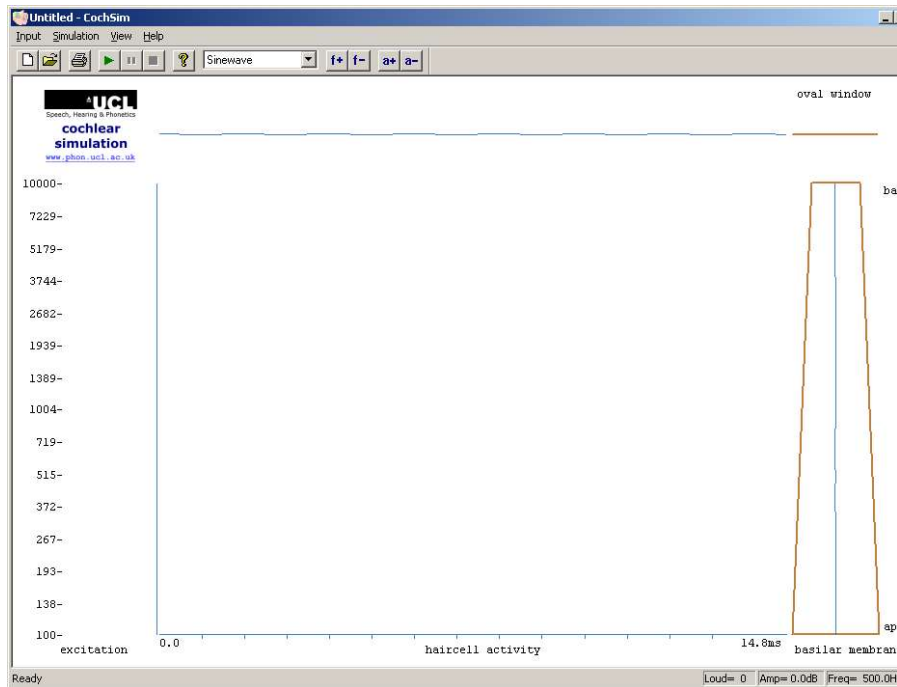 Untitled - CochSim
Input Simulation View Help
Sinewave f+ f- a+ a-
UCL
Speech, Hearing & Phonetics
cochlear
simulation
www.phon.ucl.ac.uk
oval window
10000-
ba
7229-
5179-
3744-
2682-
1939-
1389-
1004-
719-
515-
372-
267-
193-
138-
ap
100-
0.0 14.8ms
excitation haircell activity basilar membran
Ready Loud= 0 Amp= 0.0dB Freq= 500.0H